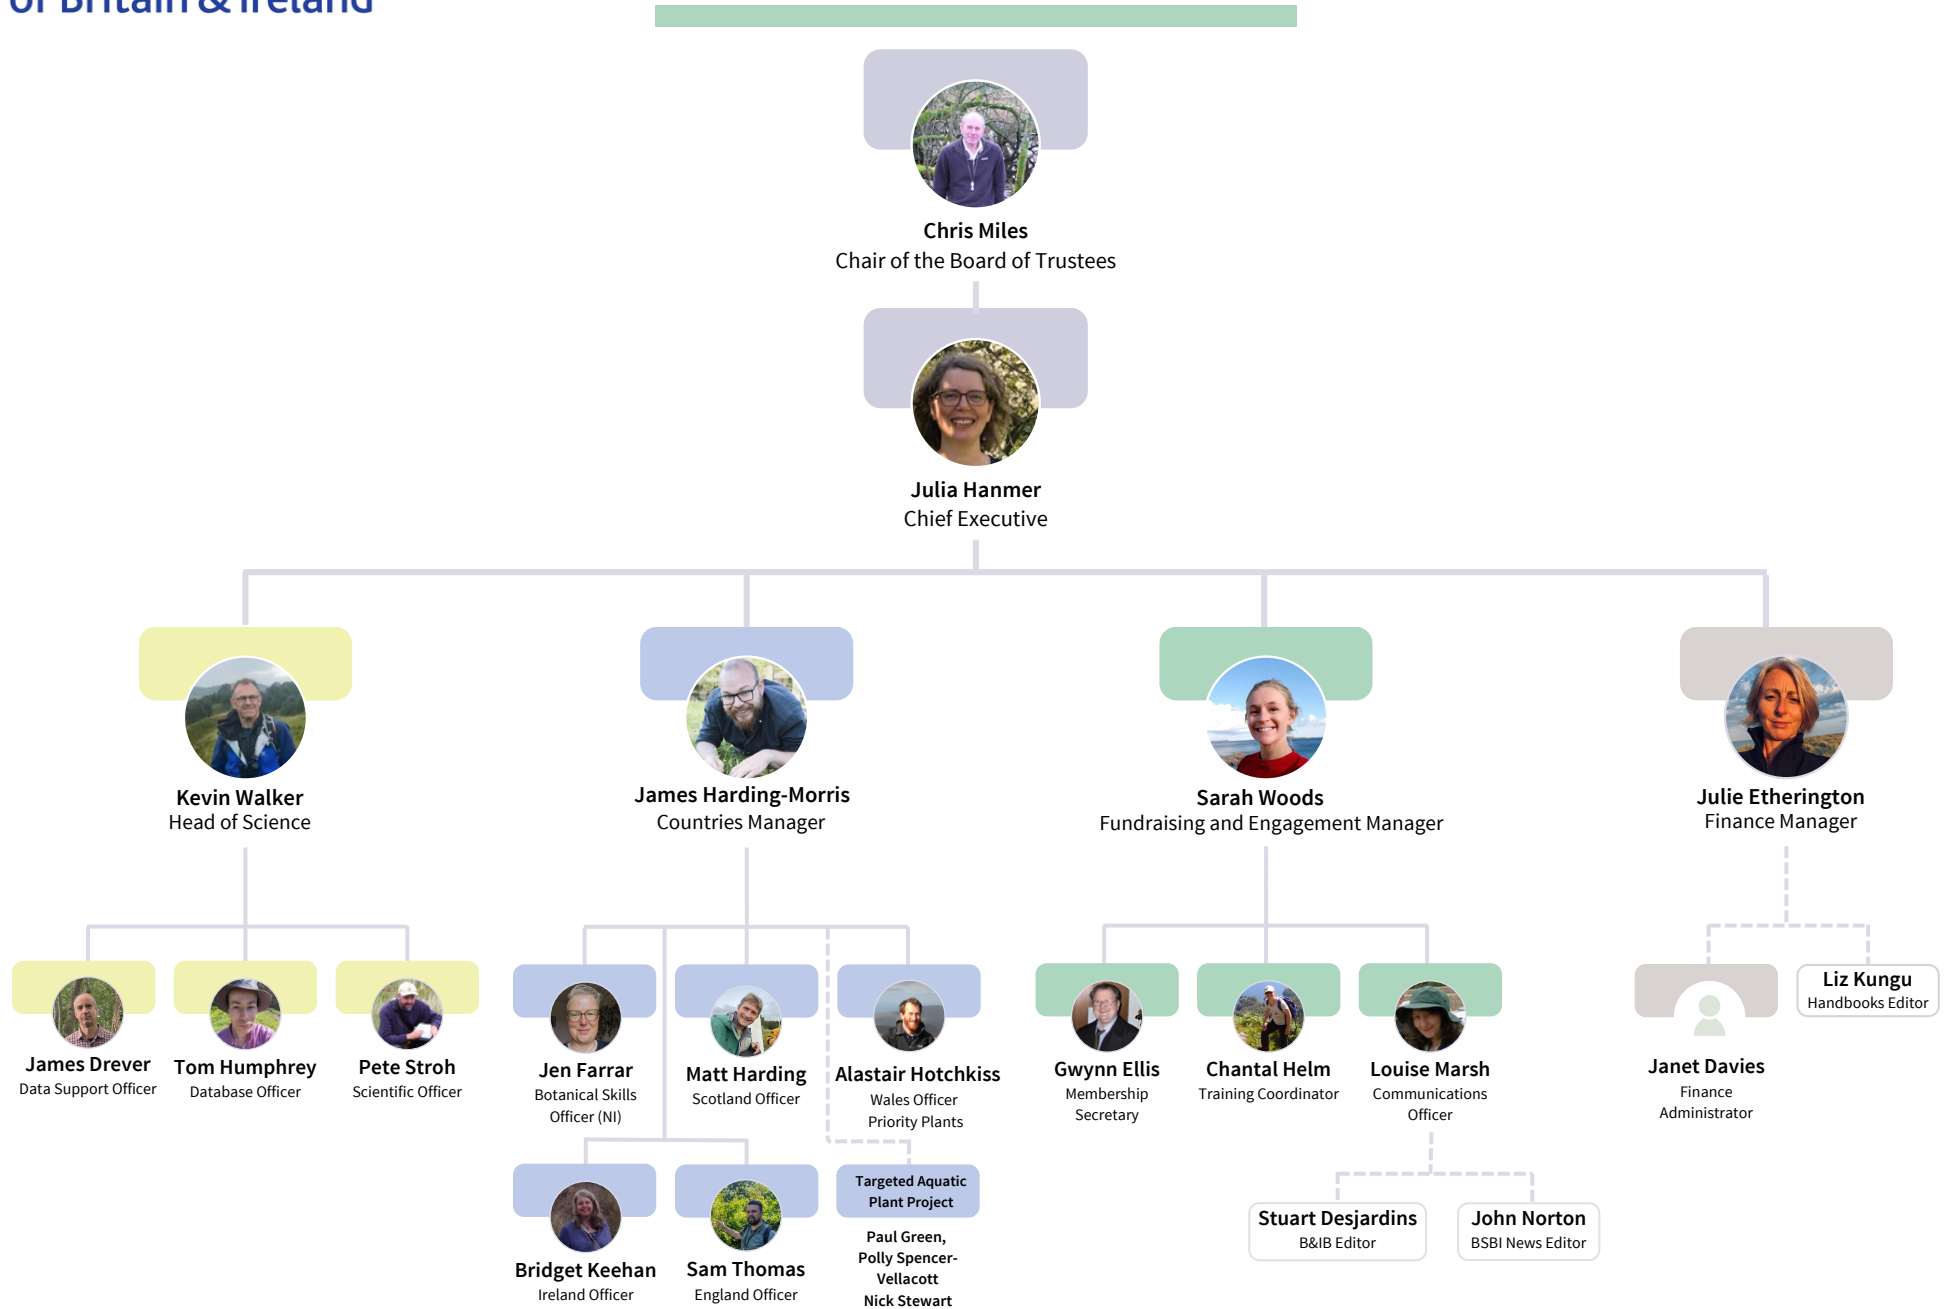 of Britain & Ireland
Chris Miles
Chair of the Board of Trustees
Julia Hanmer
Chief Executive
Kevin Walker
Head of Science
James Harding-Morris
Countries Manager
Sarah Woods
Fundraising and Engagement Manager
Julie Etherington
Finance Manager
James Drever
Data Support Officer
Tom Humphrey
Database Officer
Pete Stroh
Scientific Officer
Jen Farrar
Botanical Skills
Officer (NI)
Matt Harding
Scotland Officer
Alastair Hotchkiss
Wales Officer
Priority Plants
Bridget Keehan
Ireland Officer
Sam Thomas
England Officer
Targeted Aquatic
Plant Project
Paul Green,
Polly Spencer-
Vellacott
Nick Stewart
Gwynn Ellis
Membership
Secretary
Chantal Helm
Training Coordinator
Louise Marsh
Communications
Officer
Stuart Desjardins
B&IB Editor
John Norton
BSBI News Editor
Janet Davies
Finance
Administrator
Liz Kungu
Handbooks Editor